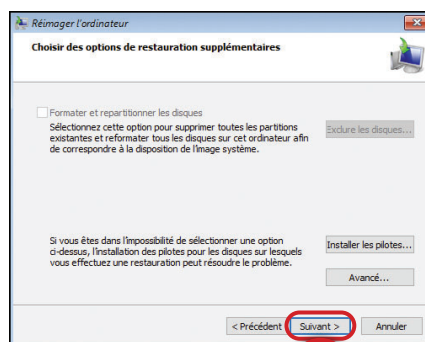 Réimager l'ordinateur
Choisir des options de restauration supplémentaires
Formater et repartitionner les disques
Sélectionnez cette option pour supprimer toutes les partitions
existantes et reformater tous les disques sur cet ordinateur afin
de correspondre à la disposition de l'image système.
Exclure les disques...
Si vous êtes dans l'impossibilité de sélectionner une option
ci-dessus, l'installation des pilotes pour les disques sur lesquels
vous effectuez une restauration peut résoudre le problème.
Installer les pilotes...
Avancé...
< Précédent
Suivant >
Annuler